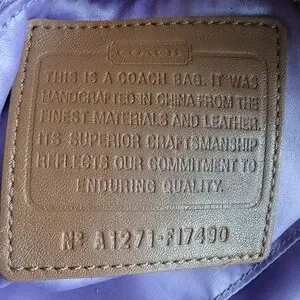 COACH
THIS IS A COACH BAG. IT WAS
HANDCRAFTED IN CHINA FROM THE
FINEST MATERIALS AND LEATHER.
ITS SUPERIOR CRAFTSMANSHIP
REFLECTS OUR COMMITMENT TO
ENDURING QUALITY.
Nº A1271-F17490